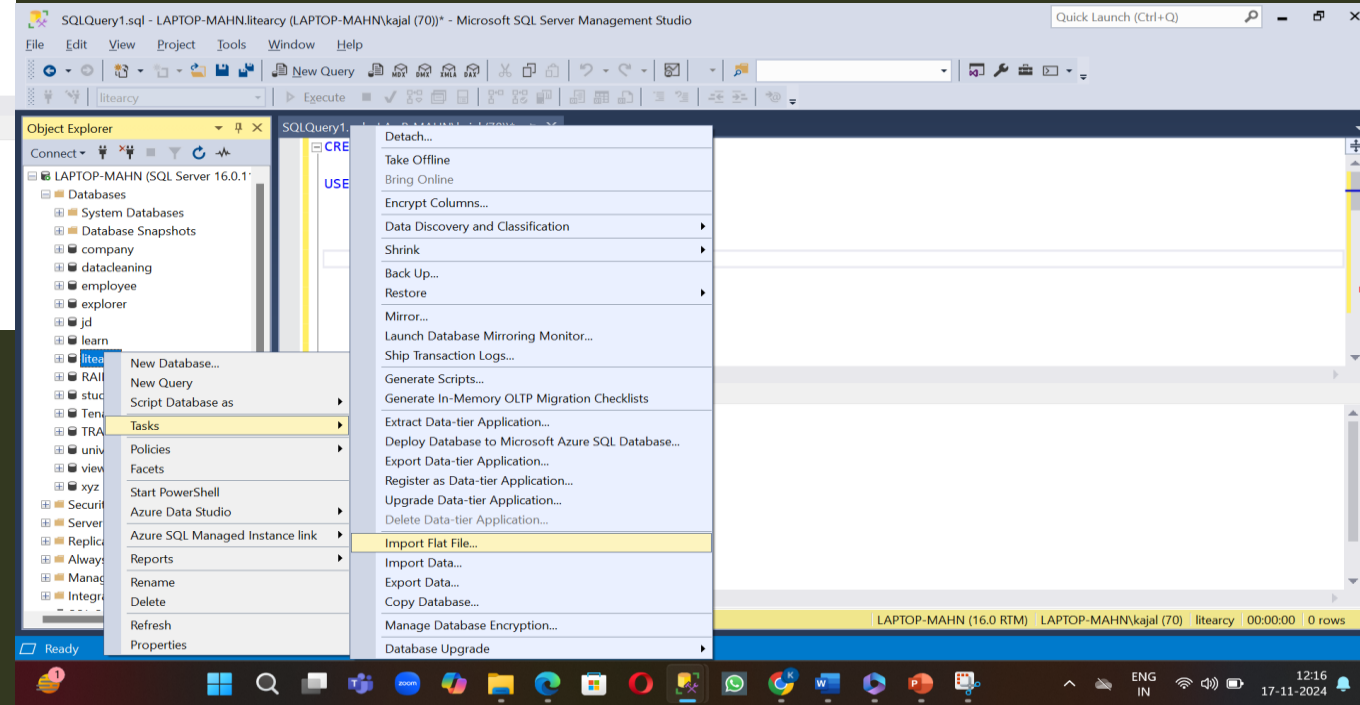 SQLQuery1.sql - LAPTOP-MAHN.litearcy (LAPTOP-MAHN\kajal (70))* - Microsoft SQL Server Management Studio
Quick Launch (Ctrl+Q)
File Edit View Project Tools Window Help
New Query MDX DMX XMLA DAX
litearcy Execute
Object Explorer
SQLQuery1.
Connect
LAPTOP-MAHN (SQL Server 16.0.1
Databases
System Databases
Database Snapshots
company
datacleaning
employee
explorer
jd
learn
litea
RAI
stud
Tena
TRA
univ
view
xyz
Securit
Server
Replica
Always
Manag
Integra
CRE
USE
New Database...
New Query
Script Database as
Tasks
Policies
Facets
Start PowerShell
Azure Data Studio
Azure SQL Managed Instance link
Reports
Rename
Delete
Refresh
Properties
Detach...
Take Offline
Bring Online
Encrypt Columns...
Data Discovery and Classification
Shrink
Back Up...
Restore
Mirror...
Launch Database Mirroring Monitor...
Ship Transaction Logs...
Generate Scripts...
Generate In-Memory OLTP Migration Checklists
Extract Data-tier Application...
Deploy Database to Microsoft Azure SQL Database...
Export Data-tier Application...
Register as Data-tier Application...
Upgrade Data-tier Application...
Delete Data-tier Application...
Import Flat File...
Import Data...
Export Data...
Copy Database...
Manage Database Encryption...
Database Upgrade
LAPTOP-MAHN (16.0 RTM) LAPTOP-MAHN\kajal (70) litearcy 00:00:00 0 rows
Ready
1
zoom
K
W
P
ENG
IN
12:16
17-11-2024